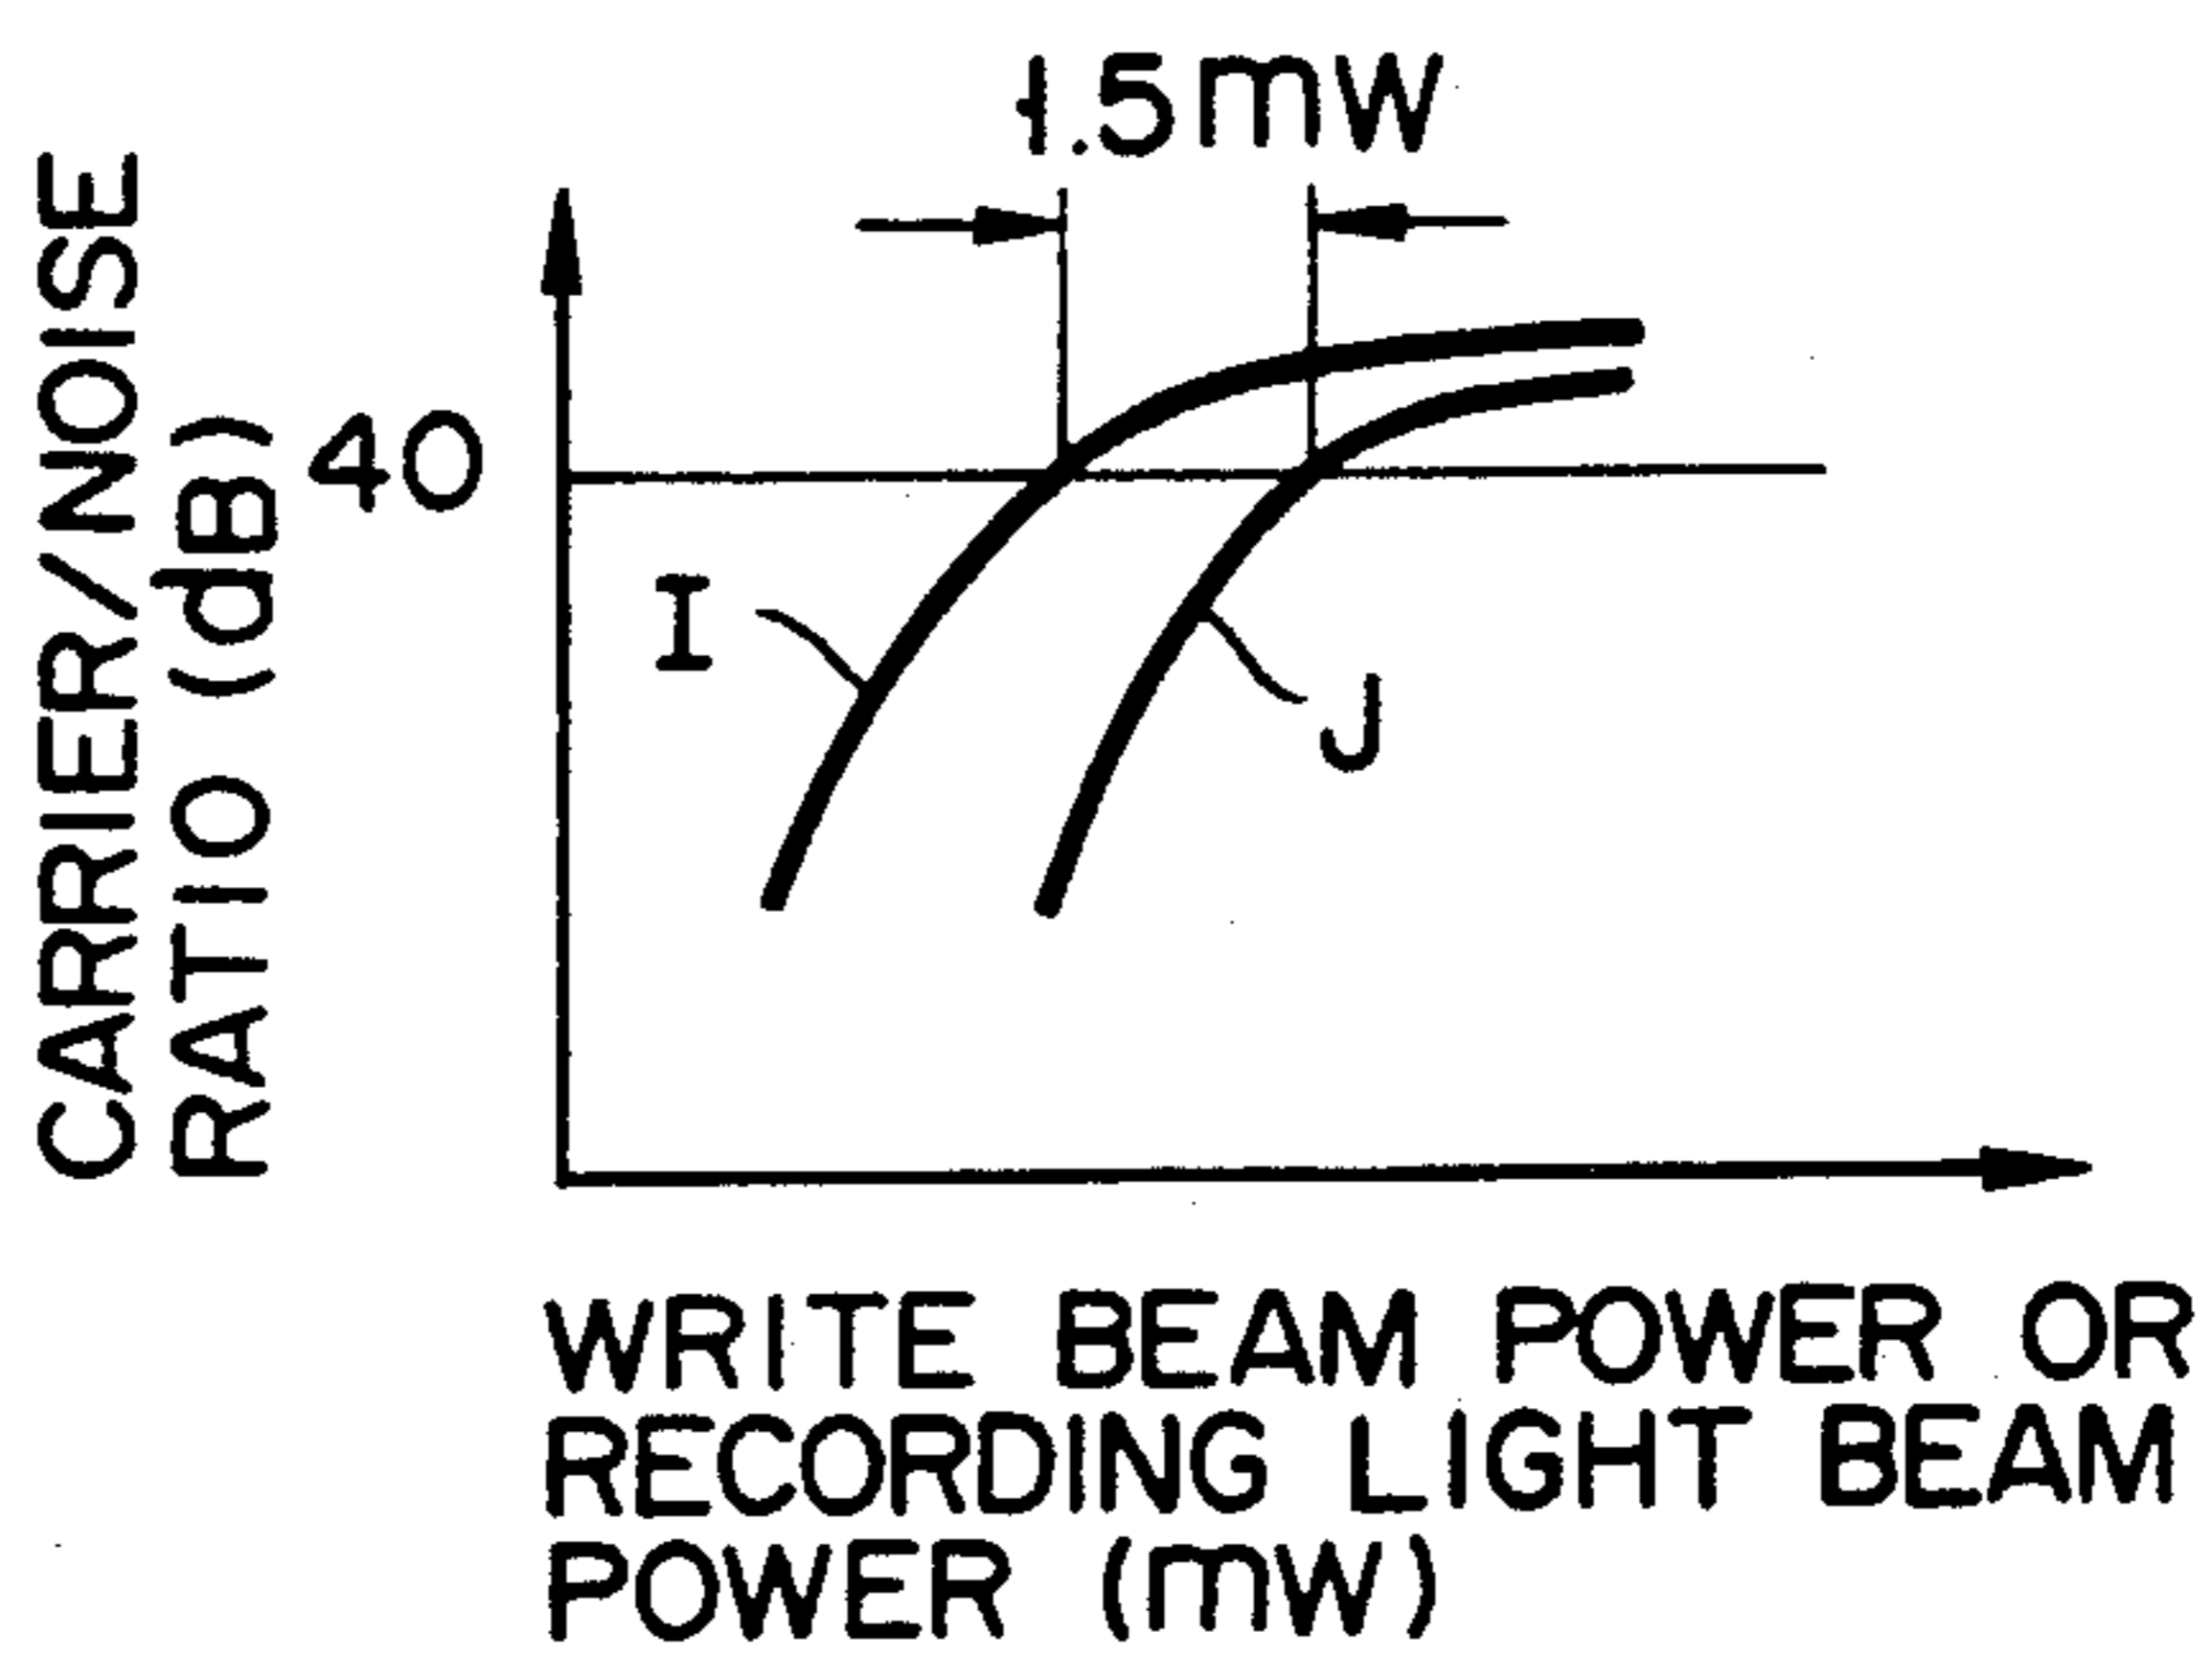 1.5mW
CARRIER/NOISE
RATIO (dB)
40
I
J
WRITE BEAM POWER OR
RECORDING LIGHT BEAM
POWER (mW)